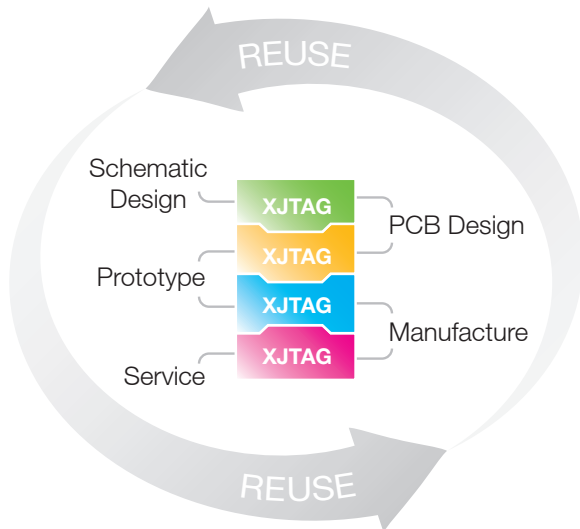 REUSE
Schematic
Design
XJTAG
PCB Design
XJTAG
Prototype
XJTAG
Manufacture
XJTAG
Service
REUSE